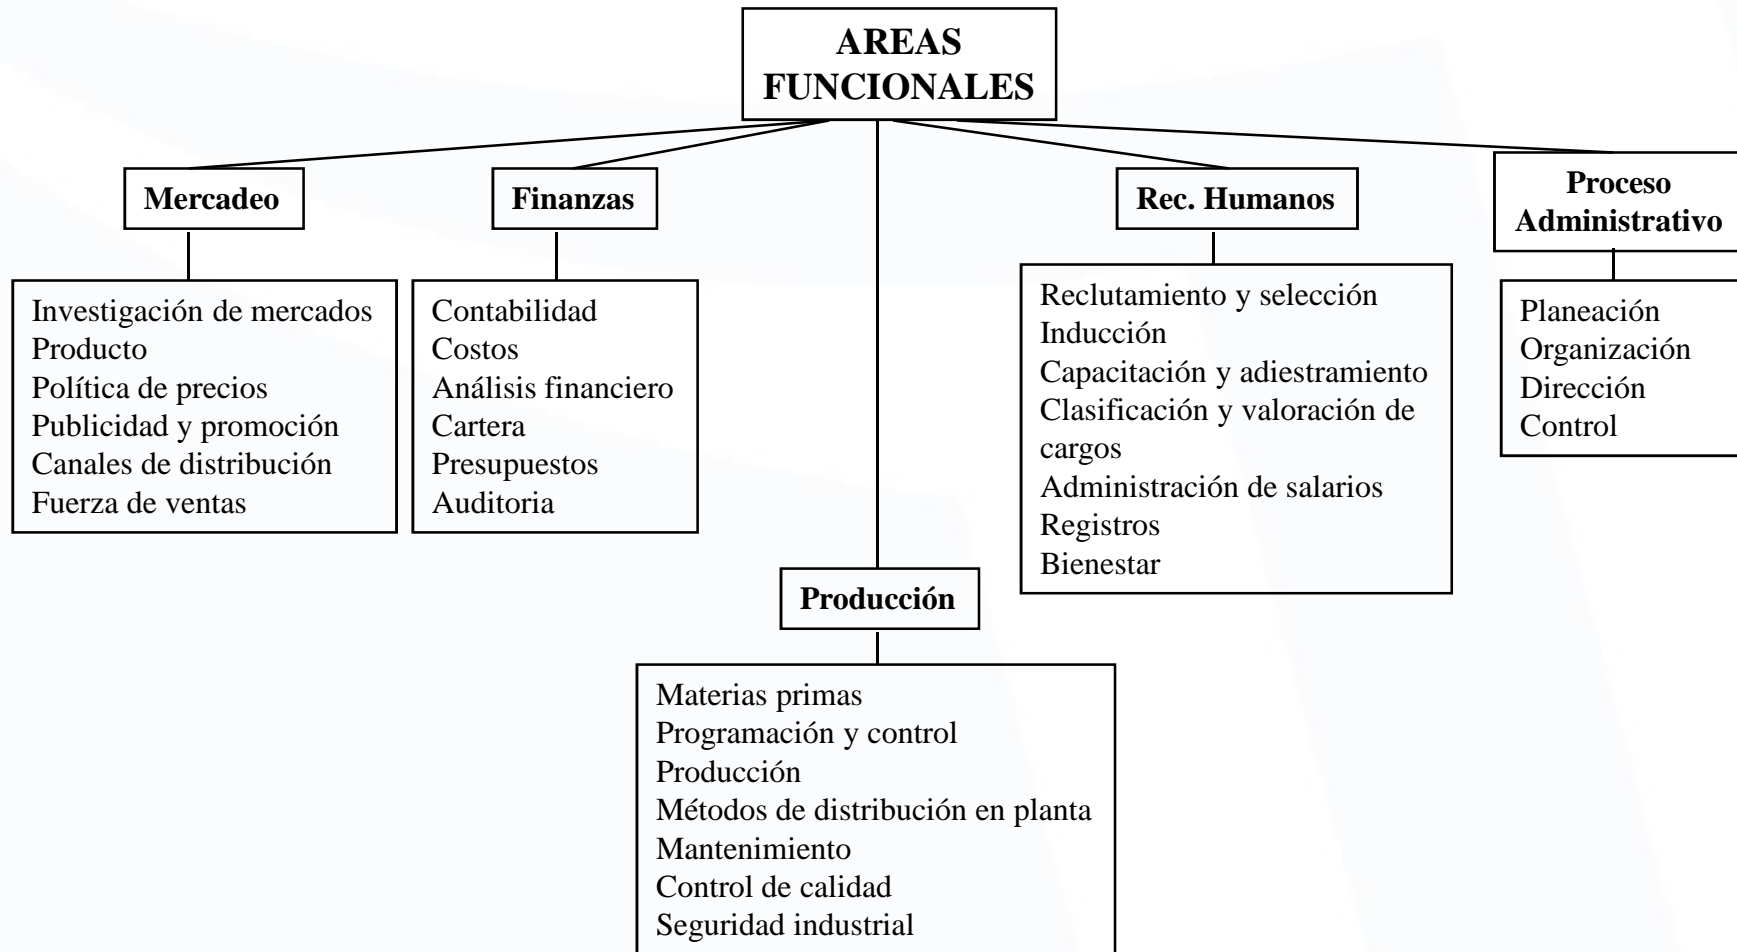 AREAS
FUNCIONALES
Mercadeo
Investigación de mercados
Producto
Política de precios
Publicidad y promoción
Canales de distribución
Fuerza de ventas
Finanzas
Contabilidad
Costos
Análisis financiero
Cartera
Presupuestos
Auditoria
Producción
Materias primas
Programación y control
Producción
Métodos de distribución en planta
Mantenimiento
Control de calidad
Seguridad industrial
Rec. Humanos
Reclutamiento y selección
Inducción
Capacitación y adiestramiento
Clasificación y valoración de
cargos
Administración de salarios
Registros
Bienestar
Proceso
Administrativo
Planeación
Organización
Dirección
Control